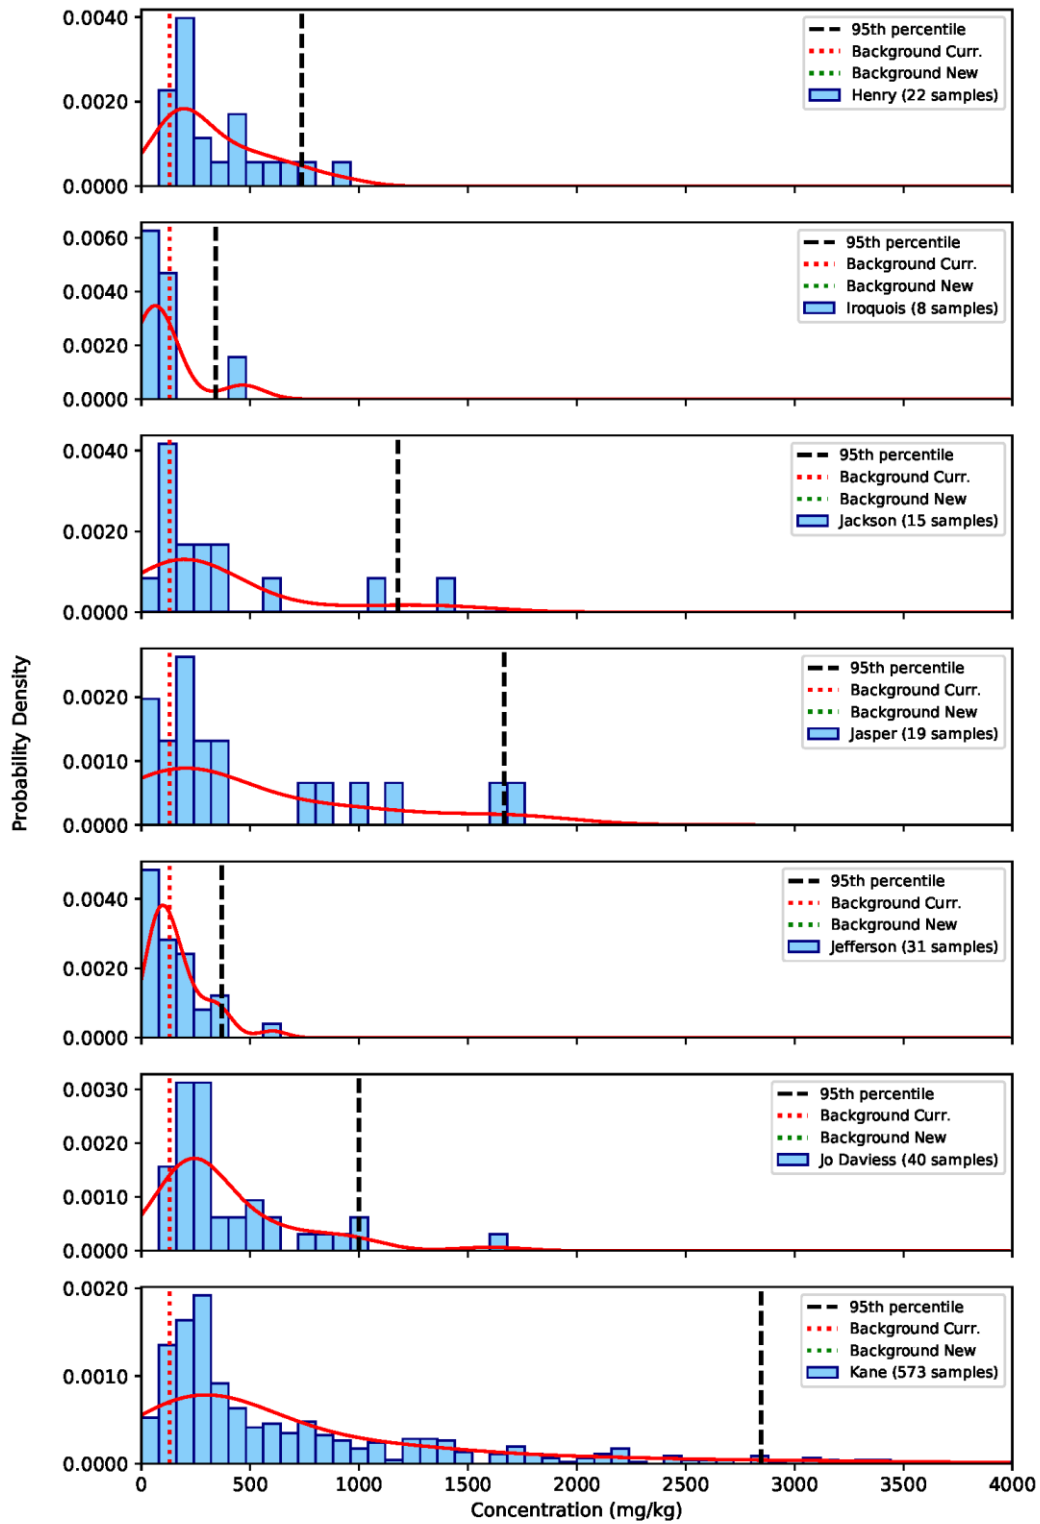 0.0040
0.0020
0.0000
95th percentile
Background Curr.
Background New
Henry (22 samples)
0.0060
0.0040
0.0020
0.0000
95th percentile
Background Curr.
Background New
Iroquois (8 samples)
0.0040
0.0020
0.0000
95th percentile
Background Curr.
Background New
Jackson (15 samples)
Probability Density
0.0020
0.0010
0.0000
95th percentile
Background Curr.
Background New
Jasper (19 samples)
0.0040
0.0020
0.0000
95th percentile
Background Curr.
Background New
Jefferson (31 samples)
0.0030
0.0020
0.0010
0.0000
95th percentile
Background Curr.
Background New
Jo Daviess (40 samples)
0.0020
0.0010
0.0000
95th percentile
Background Curr.
Background New
Kane (573 samples)
0 500 1000 1500 2000 2500 3000 3500 4000
Concentration (mg/kg)